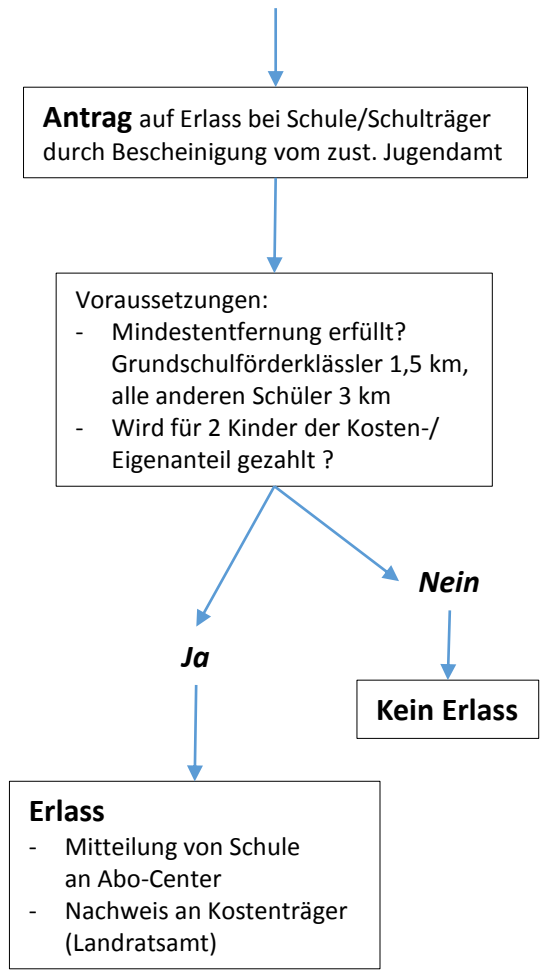 Antrag auf Erlass bei Schule/Schulträger
durch Bescheinigung vom zust. Jugendamt
Voraussetzungen:
- Mindestentfernung erfüllt?
Grundschulförderklässler 1,5 km,
alle anderen Schüler 3 km
- Wird für 2 Kinder der Kosten-/
Eigenanteil gezahlt ?
Nein
Ja
Kein Erlass
Erlass
- Mitteilung von Schule
an Abo-Center
- Nachweis an Kostenträger
(Landratsamt)